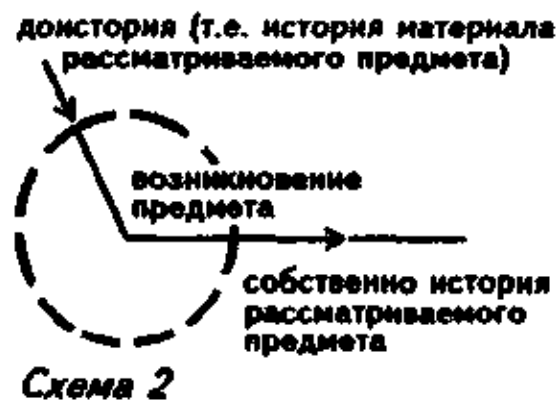 доистория (т.е. история материала
рассматриваемого предмета)
возникновение
предмета
собственно история
рассматриваемого
предмета
Схема 2